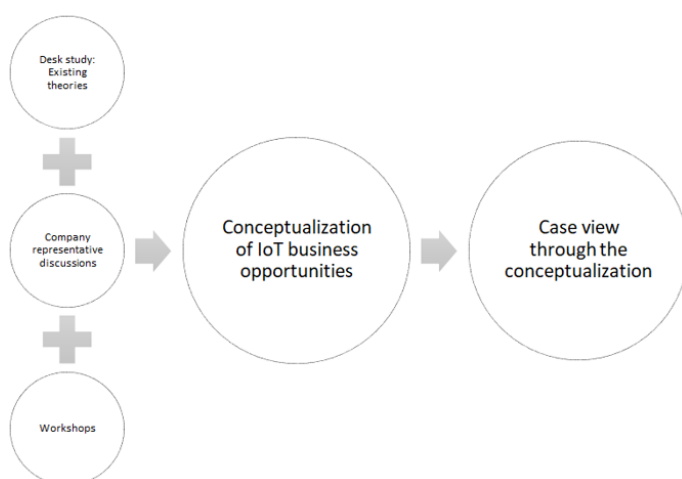 Desk study:
Existing
theories
Company
representative
discussions
Workshops
Conceptualization
of IoT business
opportunities
Case view
through the
conceptualization